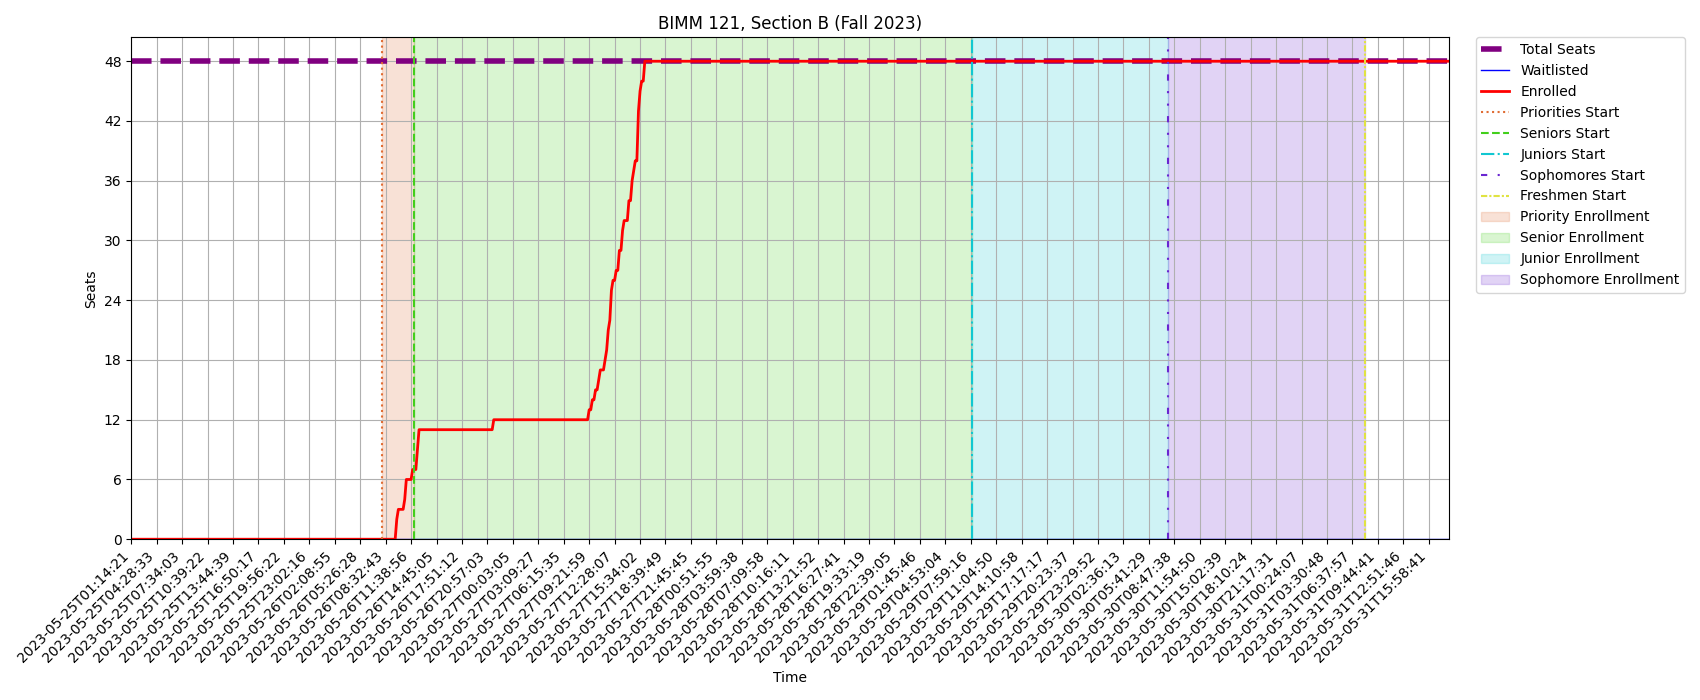 BIMM 121, Section B (Fall 2023)
Seats
48
42
36
30
24
18
12
6
0
2023-05-25T01:14:21
2023-05-25T04:28:33
2023-05-25T07:34:03
2023-05-25T10:39:22
2023-05-25T13:44:39
2023-05-25T16:50:17
2023-05-25T19:56:22
2023-05-25T23:02:16
2023-05-26T02:08:55
2023-05-26T05:26:28
2023-05-26T08:32:43
2023-05-26T11:38:56
2023-05-26T14:45:05
2023-05-26T17:51:12
2023-05-26T20:57:03
2023-05-27T00:03:05
2023-05-27T03:09:27
2023-05-27T06:15:35
2023-05-27T09:21:59
2023-05-27T12:28:07
2023-05-27T15:34:02
2023-05-27T18:39:49
2023-05-27T21:45:45
2023-05-28T00:51:55
2023-05-28T03:59:38
2023-05-28T07:09:58
2023-05-28T10:16:11
2023-05-28T13:21:52
2023-05-28T16:27:41
2023-05-28T19:33:19
2023-05-28T22:39:05
2023-05-29T01:45:46
2023-05-29T04:53:04
2023-05-29T07:59:16
2023-05-29T11:04:50
2023-05-29T14:10:58
2023-05-29T17:17:17
2023-05-29T20:23:37
2023-05-29T23:29:52
2023-05-30T02:36:13
2023-05-30T05:41:29
2023-05-30T08:47:38
2023-05-30T11:54:50
2023-05-30T15:02:39
2023-05-30T18:10:24
2023-05-30T21:17:31
2023-05-31T00:24:07
2023-05-31T03:30:48
2023-05-31T06:37:57
2023-05-31T09:44:41
2023-05-31T12:51:46
2023-05-31T15:58:41
Time
Total Seats
Waitlisted
Enrolled
Priorities Start
Seniors Start
Juniors Start
Sophomores Start
Freshmen Start
Priority Enrollment
Senior Enrollment
Junior Enrollment
Sophomore Enrollment